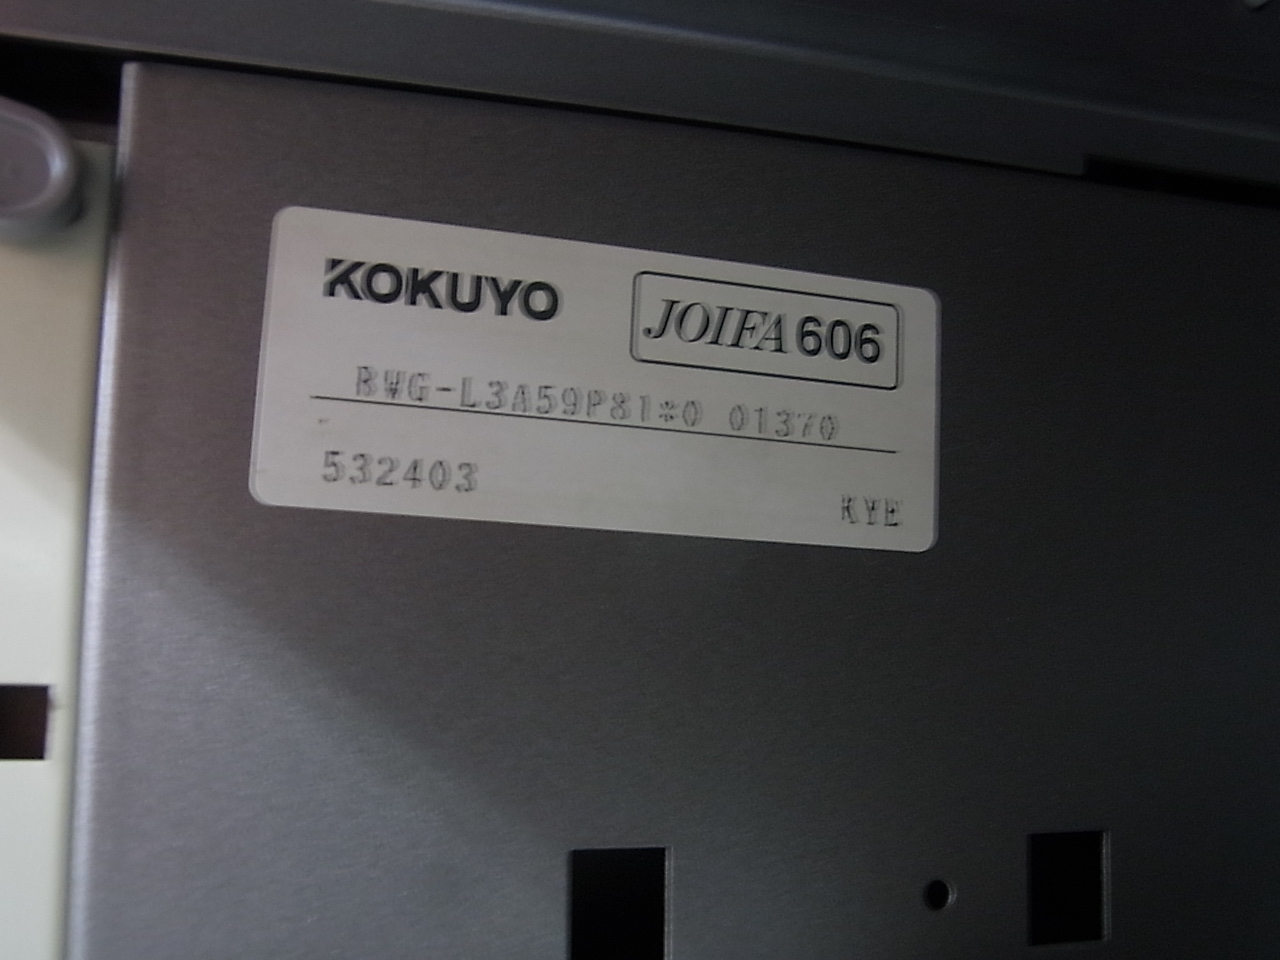 KOKUYO
JOIFA 606
BWG-L3A59P81*0 01370
532403
KYE